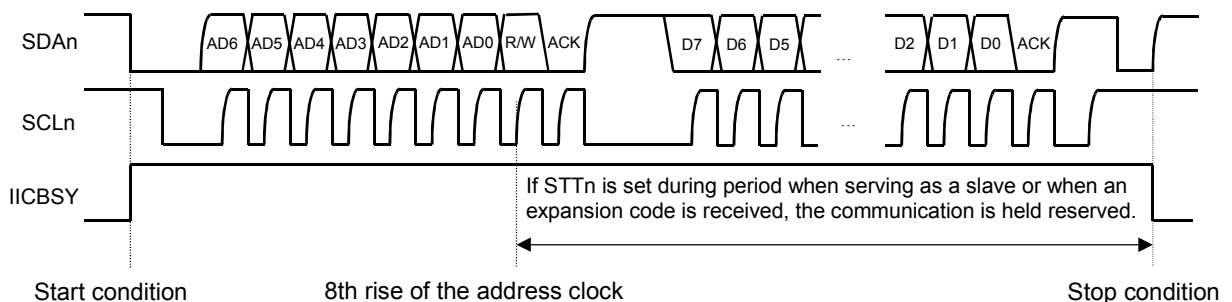 SDAn AD6 AD5 AD4 AD3 AD2 AD1 AD0 R/W ACK D7 D6 D5 ... D2 D1 D0 ACK
SCLn ...
IICBSY
If STTn is set during period when serving as a slave or when an
expansion code is received, the communication is held reserved.
Start condition 8th rise of the address clock Stop condition